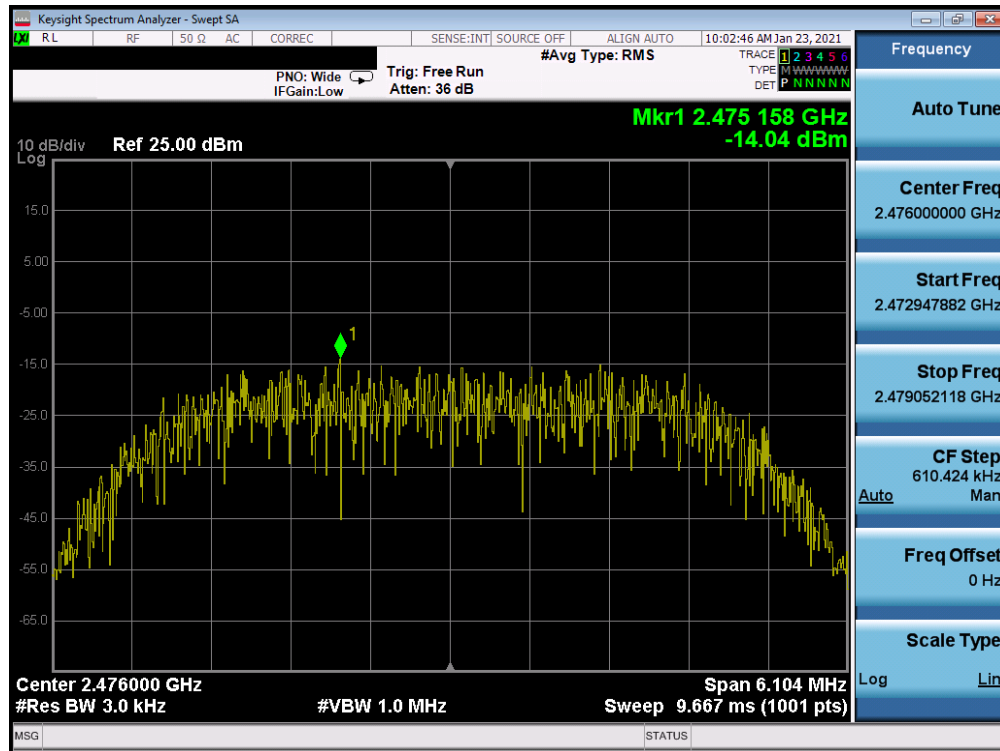 Keysight Spectrum Analyzer - Swept SA
LXI RL RF 50 Ω AC CORREC SENSE:INT SOURCE OFF ALIGN AUTO 10:02:46 AM Jan 23, 2021
#Avg Type: RMS
TRACE 1 2 3 4 5 6
TYPE M WWWWW
DET P N N N N N
PNO: Wide
IFGain:Low
Trig: Free Run
Atten: 36 dB
Mkr1 2.475 158 GHz
-14.04 dBm
10 dB/div Ref 25.00 dBm
Log
15.0
5.00
-5.00
1
-15.0
-25.0
-35.0
-45.0
-55.0
-65.0
Center 2.476000 GHz Span 6.104 MHz
#Res BW 3.0 kHz #VBW 1.0 MHz Sweep 9.667 ms (1001 pts)
MSG STATUS
Frequency
Auto Tune
Center Freq
2.476000000 GHz
Start Freq
2.472947882 GHz
Stop Freq
2.479052118 GHz
CF Step
610.424 kHz
Auto Man
Freq Offset
0 Hz
Scale Type
Log Lin